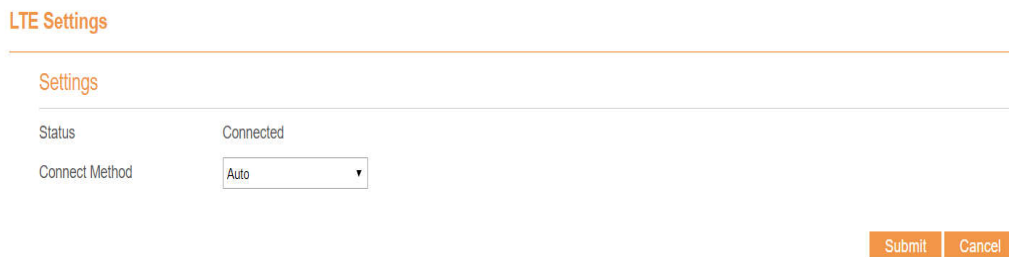 LTE Settings
Settings
Status Connected
Connect Method Auto
Submit Cancel